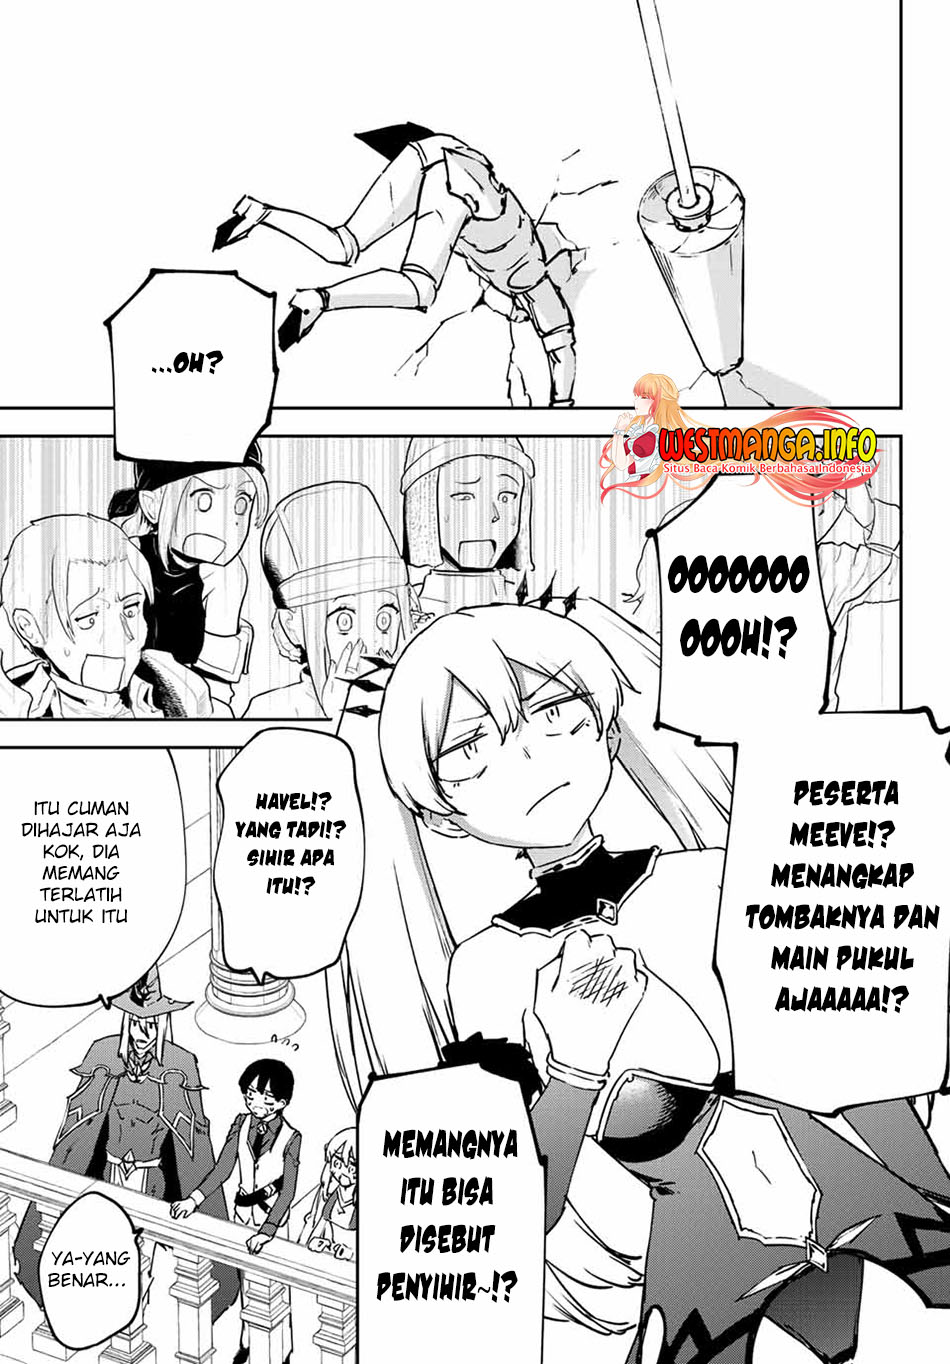 ...OH?
WESTMANGA.INFO
Situs Baca Komik Berbahasa Indonesia
OOOOOOO
OOOH!?
PESERTA
MEEVE!?
MENANGKAP
TOMBAKNYA DAN
MAIN PUKUL
AJAAAAA!?
HAVEL!?
YANG TADI!?
SIHIR APA
ITU!?
ITU CUMAN
DIHAJAR AJA
KOK, DIA
MEMANG
TERLATIH
UNTUK ITU
MEMANGNYA
ITU BISA
DISEBUT
PENYIHIR~!?
YA-YANG
BENAR...